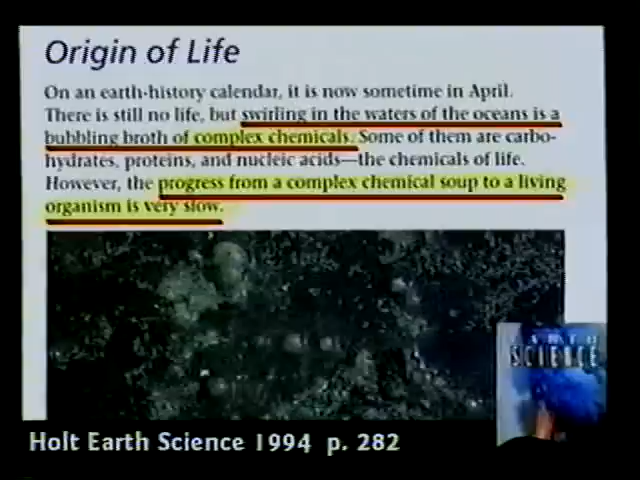 Origin of Life
On an earth-history calendar, it is now sometime in April.
There is still no life, but swirling in the waters of the oceans is a
bubbling broth of complex chemicals. Some of them are carbo-
hydrates, proteins, and nucleic acids—the chemicals of life.
However, the progress from a complex chemical soup to a living
organism is very slow.
EARTH
SCIENCE
Holt Earth Science 1994 p. 282